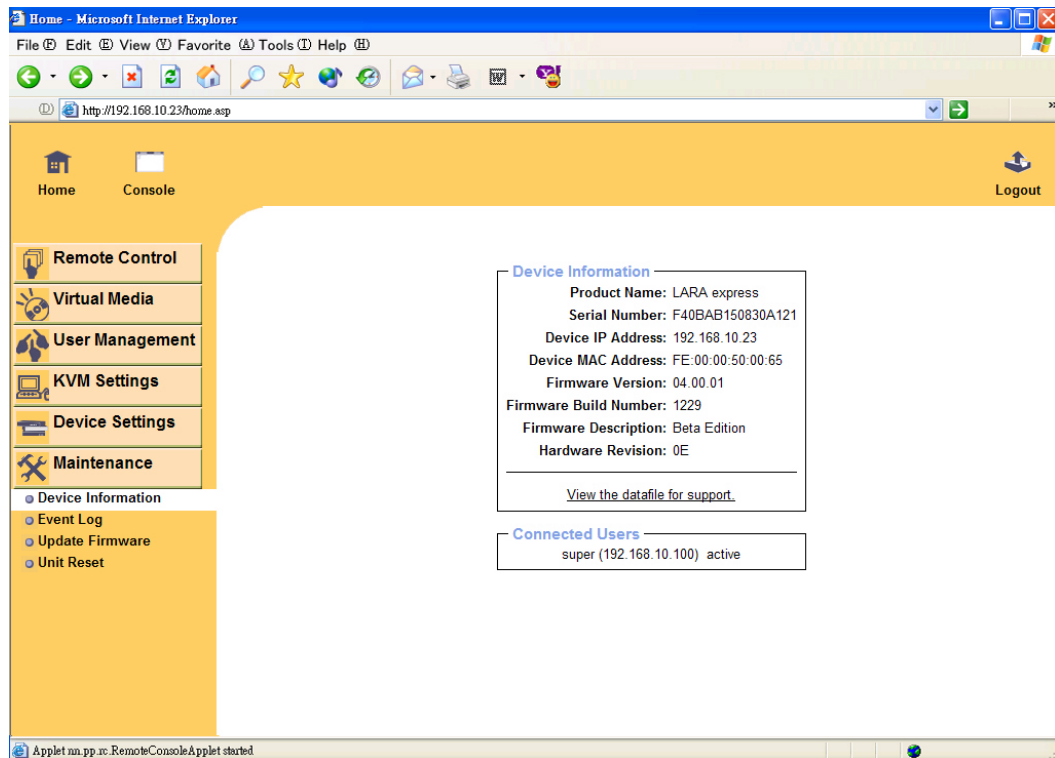 Home - Microsoft Internet Explorer
File(F) Edit(E) View(V) Favorite(A) Tools(T) Help(H)
(D) http://192.168.10.23/home.asp
Home Console Logout
Remote Control
Virtual Media
User Management
KVM Settings
Device Settings
Maintenance
Device Information
Event Log
Update Firmware
Unit Reset
Device Information
Product Name: LARA express
Serial Number: F40BAB150830A121
Device IP Address: 192.168.10.23
Device MAC Address: FE:00:00:50:00:65
Firmware Version: 04.00.01
Firmware Build Number: 1229
Firmware Description: Beta Edition
Hardware Revision: 0E
View the datafile for support.
Connected Users
super (192.168.10.100) active
Applet nn.pp.rc.RemoteConsoleApplet started